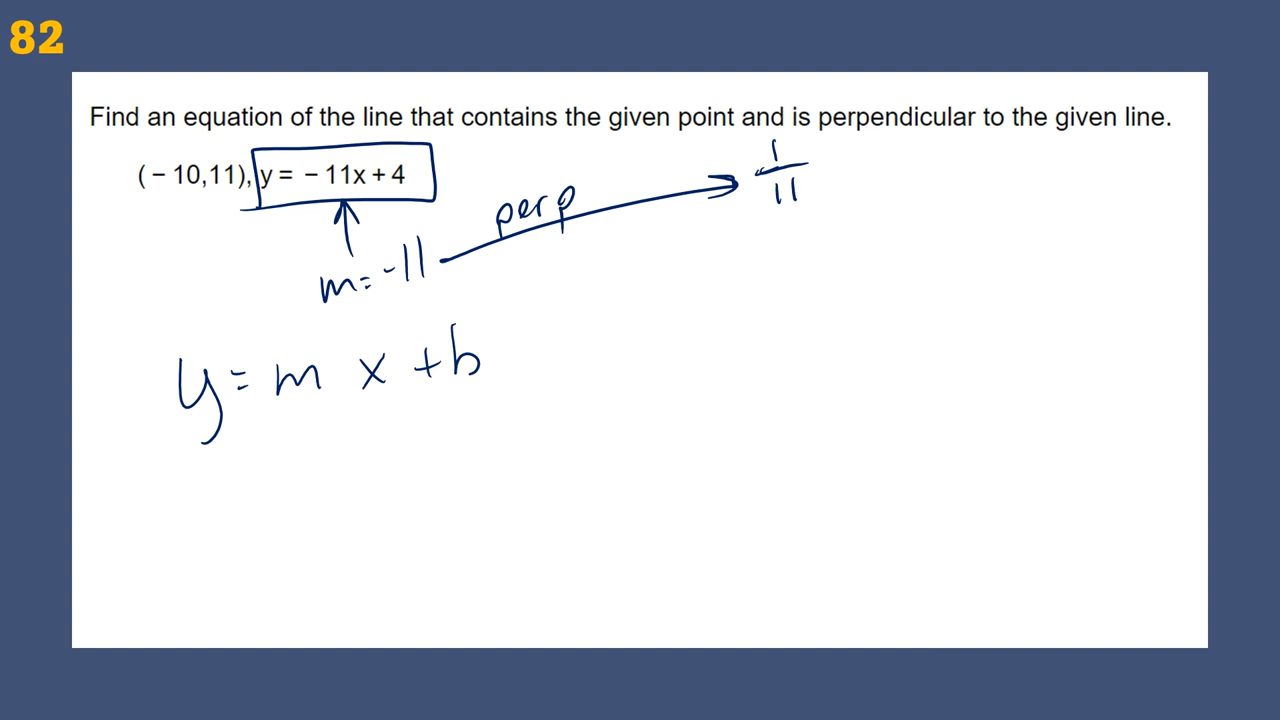 82
Find an equation of the line that contains the given point and is perpendicular to the given line.
(− 10,11), y = − 11x + 4
1/11
perp
m=-11
y=m x +b